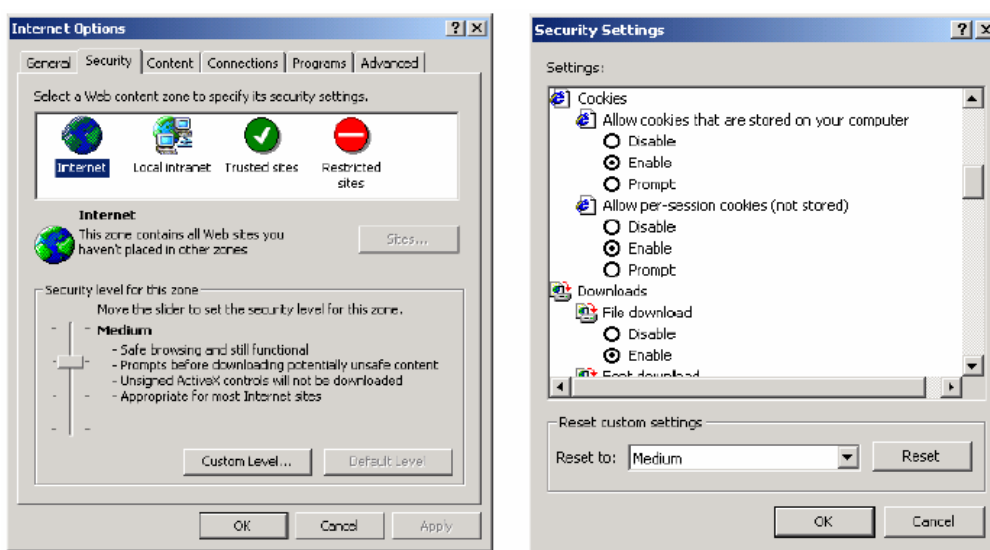 Internet Options
General Security Content Connections Programs Advanced
Select a Web content zone to specify its security settings.
Internet Local intranet Trusted sites Restricted
sites
Internet
This zone contains all Web sites you
haven't placed in other zones
Sites...
Security level for this zone
Move the slider to set the security level for this zone.
Medium
- Safe browsing and still functional
- Prompts before downloading potentially unsafe content
- Unsigned ActiveX controls will not be downloaded
- Appropriate for most Internet sites
Custom Level... Default Level
OK Cancel Apply
Security Settings
Settings:
Cookies
Allow cookies that are stored on your computer
Disable
Enable
Prompt
Allow per-session cookies (not stored)
Disable
Enable
Prompt
Downloads
File download
Disable
Enable
Font download
Reset custom settings
Reset to: Medium Reset
OK Cancel